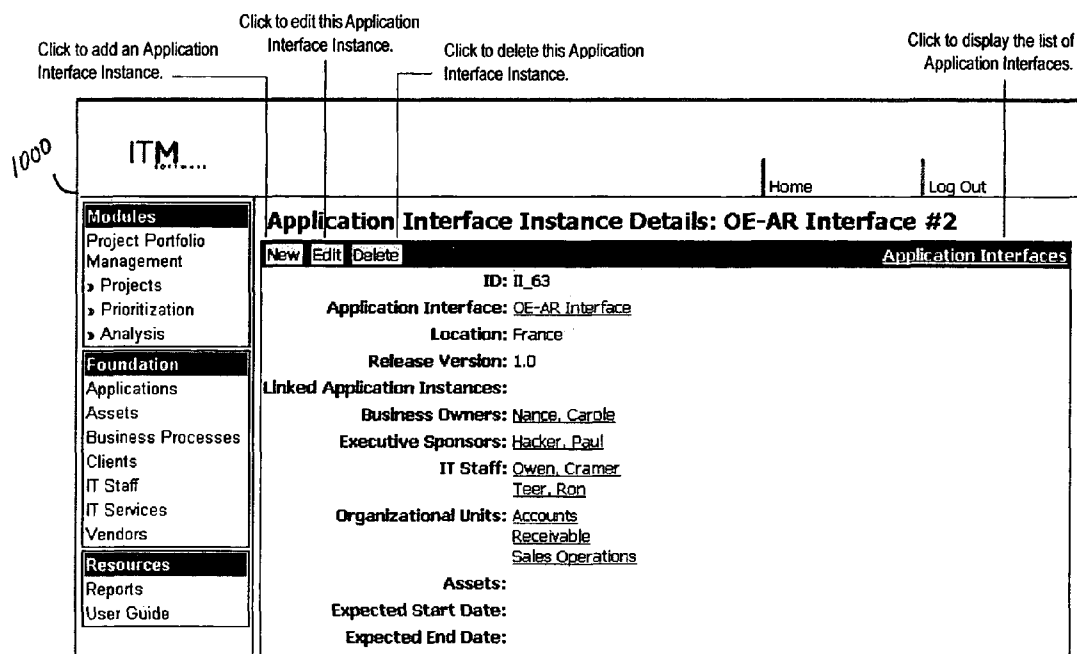 Click to edit this Application
Interface Instance.
Click to add an Application
Interface Instance.
Click to delete this Application
Interface Instance.
Click to display the list of
Application Interfaces.
1000
ITM
SOFTWARE
Home
Log Out
Modules
Project Portfolio
Management
» Projects
» Prioritization
» Analysis
Foundation
Applications
Assets
Business Processes
Clients
IT Staff
IT Services
Vendors
Resources
Reports
User Guide
Application Interface Instance Details: OE-AR Interface #2
New Edit Delete Application Interfaces
ID: II_63
Application Interface: OE-AR Interface
Location: France
Release Version: 1.0
Linked Application Instances:
Business Owners: Nance, Carole
Executive Sponsors: Hacker, Paul
IT Staff: Owen, Cramer
Teer, Ron
Organizational Units: Accounts
Receivable
Sales Operations
Assets:
Expected Start Date:
Expected End Date: